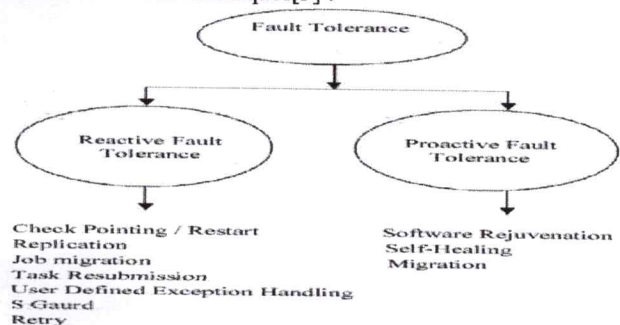 Fault Tolerance
Reactive Fault
Tolerance
Proactive Fault
Tolerance
Check Pointing / Restart
Replication
Job migration
Task Resubmission
User Defined Exception Handling
S-Gaurd
Retry
Software Rejuvenation
Self-Healing
Migration